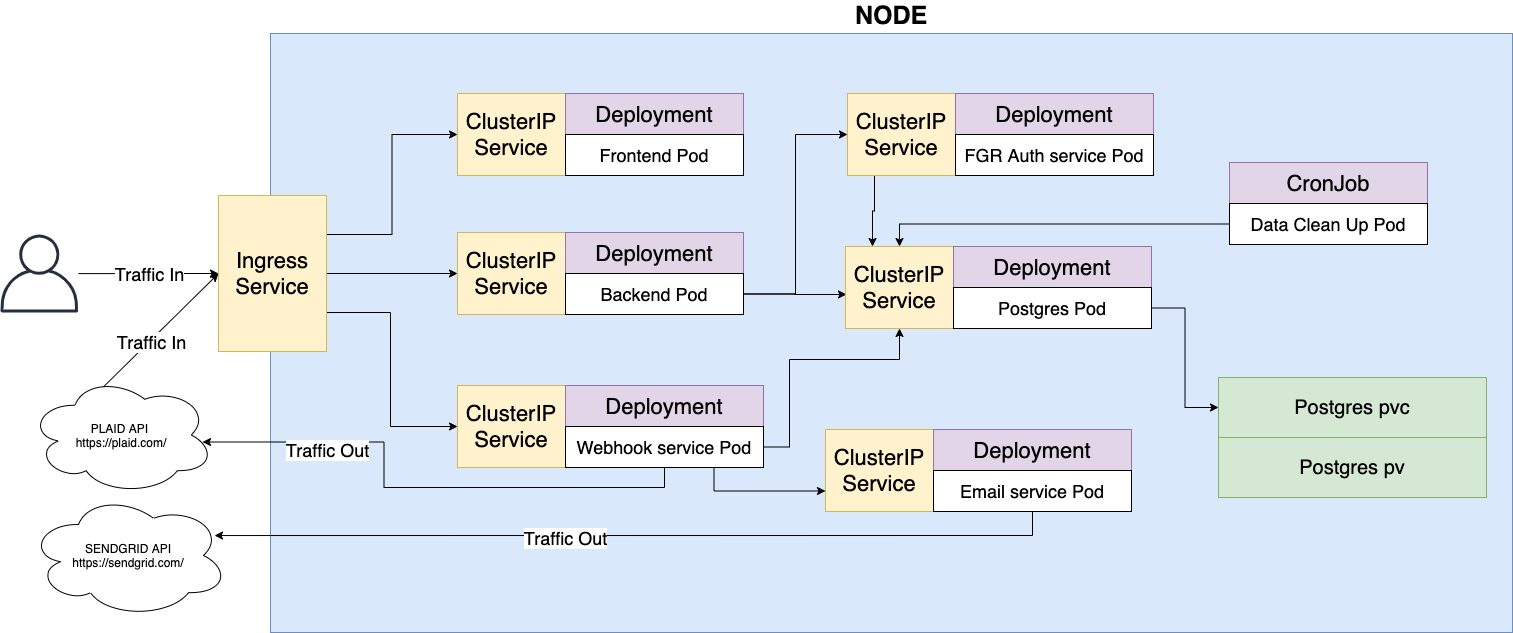 NODE
ClusterIP
Service
Deployment
Frontend Pod
ClusterIP
Service
Deployment
FGR Auth service Pod
CronJob
Data Clean Up Pod
Ingress
Service
Traffic In
ClusterIP
Service
Deployment
Backend Pod
ClusterIP
Service
Deployment
Postgres Pod
Traffic In
PLAID API
https://plaid.com/
Traffic Out
ClusterIP
Service
Deployment
Webhook service Pod
ClusterIP
Service
Deployment
Email service Pod
Postgres pvc
Postgres pv
SENDGRID API
https://sendgrid.com/
Traffic Out